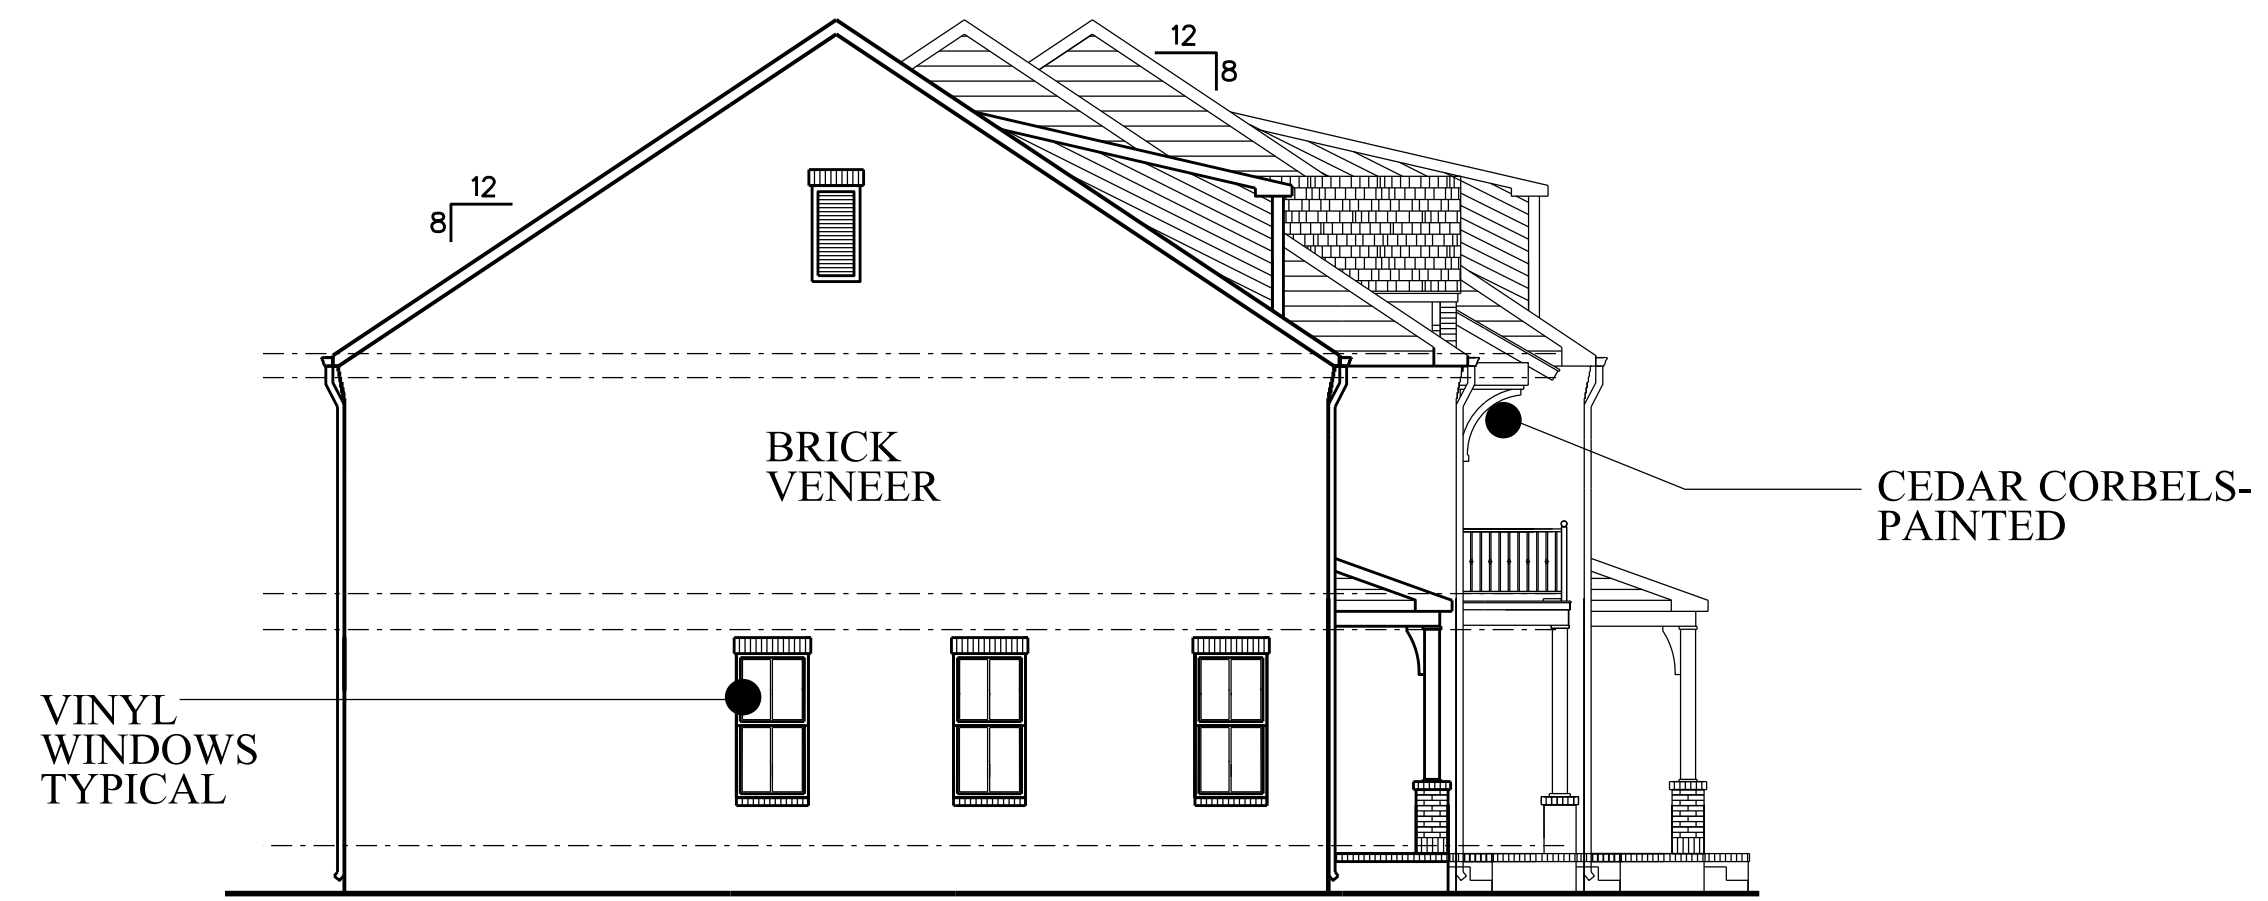 12
8
12
8
BRICK
VENEER
CEDAR CORBELS-
PAINTED
VINYL
WINDOWS
TYPICAL